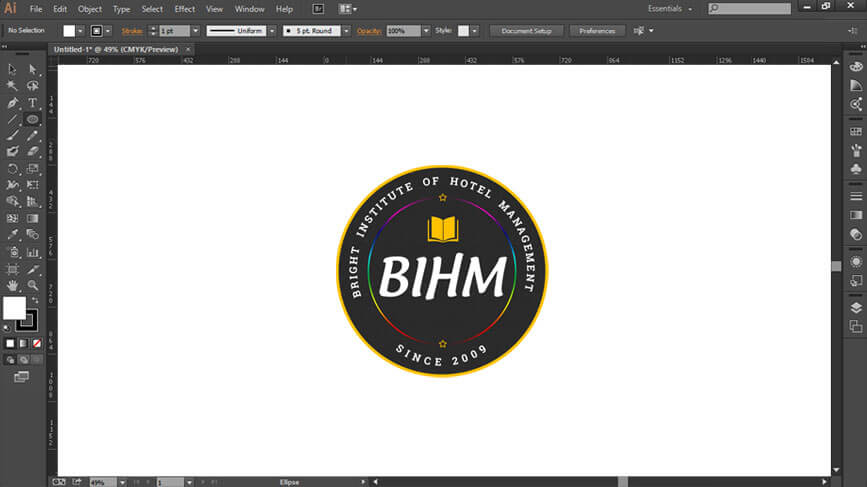 Ai File Edit Object Type Select Effect View Window Help Br Essentials
No Selection Stroke: 1 pt Uniform 5 pt. Round Opacity: 100% Style: Document Setup Preferences
Untitled-1* @ 49% (CMYK/Preview) ×
720 576 432 288 144 0 144 288 432 576 720 864 1152 1296 1440 1584
144
288
432
576
720
864
1008
1152
T
BRIGHT INSTITUTE OF HOTEL MANAGEMENT
BIHM
SINCE 2009
49% 1 Ellipse